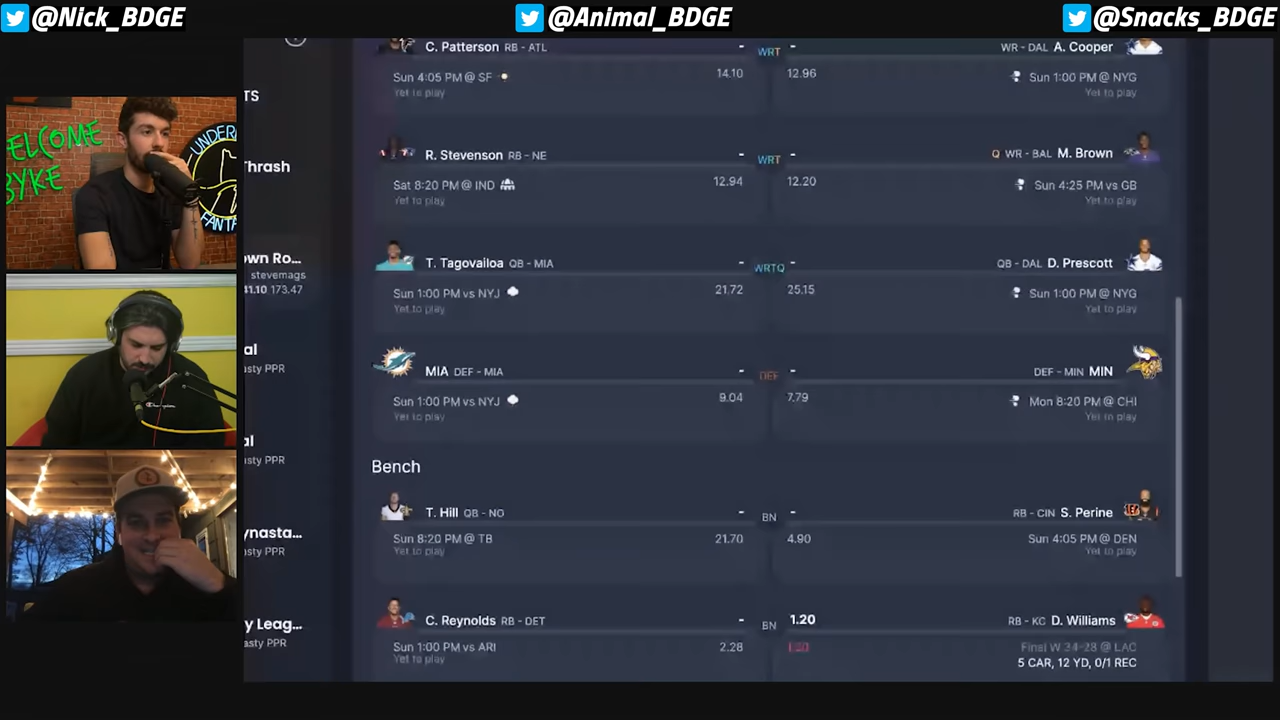 @Nick_BDGE
@Animal_BDGE
@Snacks_BDGE
WELCOME
BYKE
UNDER
FANT
TS
Thrash
own Ro...
stevemags
173.47
al
asty PPR
al
asty PPR
ynasta...
asty PPR
y Leag...
asty PPR
C. Patterson RB - ATL - WRT - WR - DAL A. Cooper
Sun 4:05 PM @ SF 14.10 12.96 Sun 1:00 PM @ NYG
Yet to play Yet to play
R. Stevenson RB - NE - WRT - Q WR - BAL M. Brown
Sat 8:20 PM @ IND 12.94 12.20 Sun 4:25 PM vs GB
Yet to play Yet to play
T. Tagovailoa QB - MIA - WRTQ - QB - DAL D. Prescott
Sun 1:00 PM vs NYJ 21.72 25.15 Sun 1:00 PM @ NYG
Yet to play Yet to play
MIA DEF - MIA - DEF - DEF - MIN MIN
Sun 1:00 PM vs NYJ 9.04 7.79 Mon 8:20 PM @ CHI
Yet to play Yet to play
Bench
T. Hill QB - NO - BN - RB - CIN S. Perine
Sun 8:20 PM @ TB 21.70 4.90 Sun 4:05 PM @ DEN
Yet to play Yet to play
C. Reynolds RB - DET - BN 1.20 RB - KC D. Williams
Sun 1:00 PM vs ARI 2.28 1.20 Final W 34-28 @ LAC
Yet to play 5 CAR, 12 YD, 0/1 REC